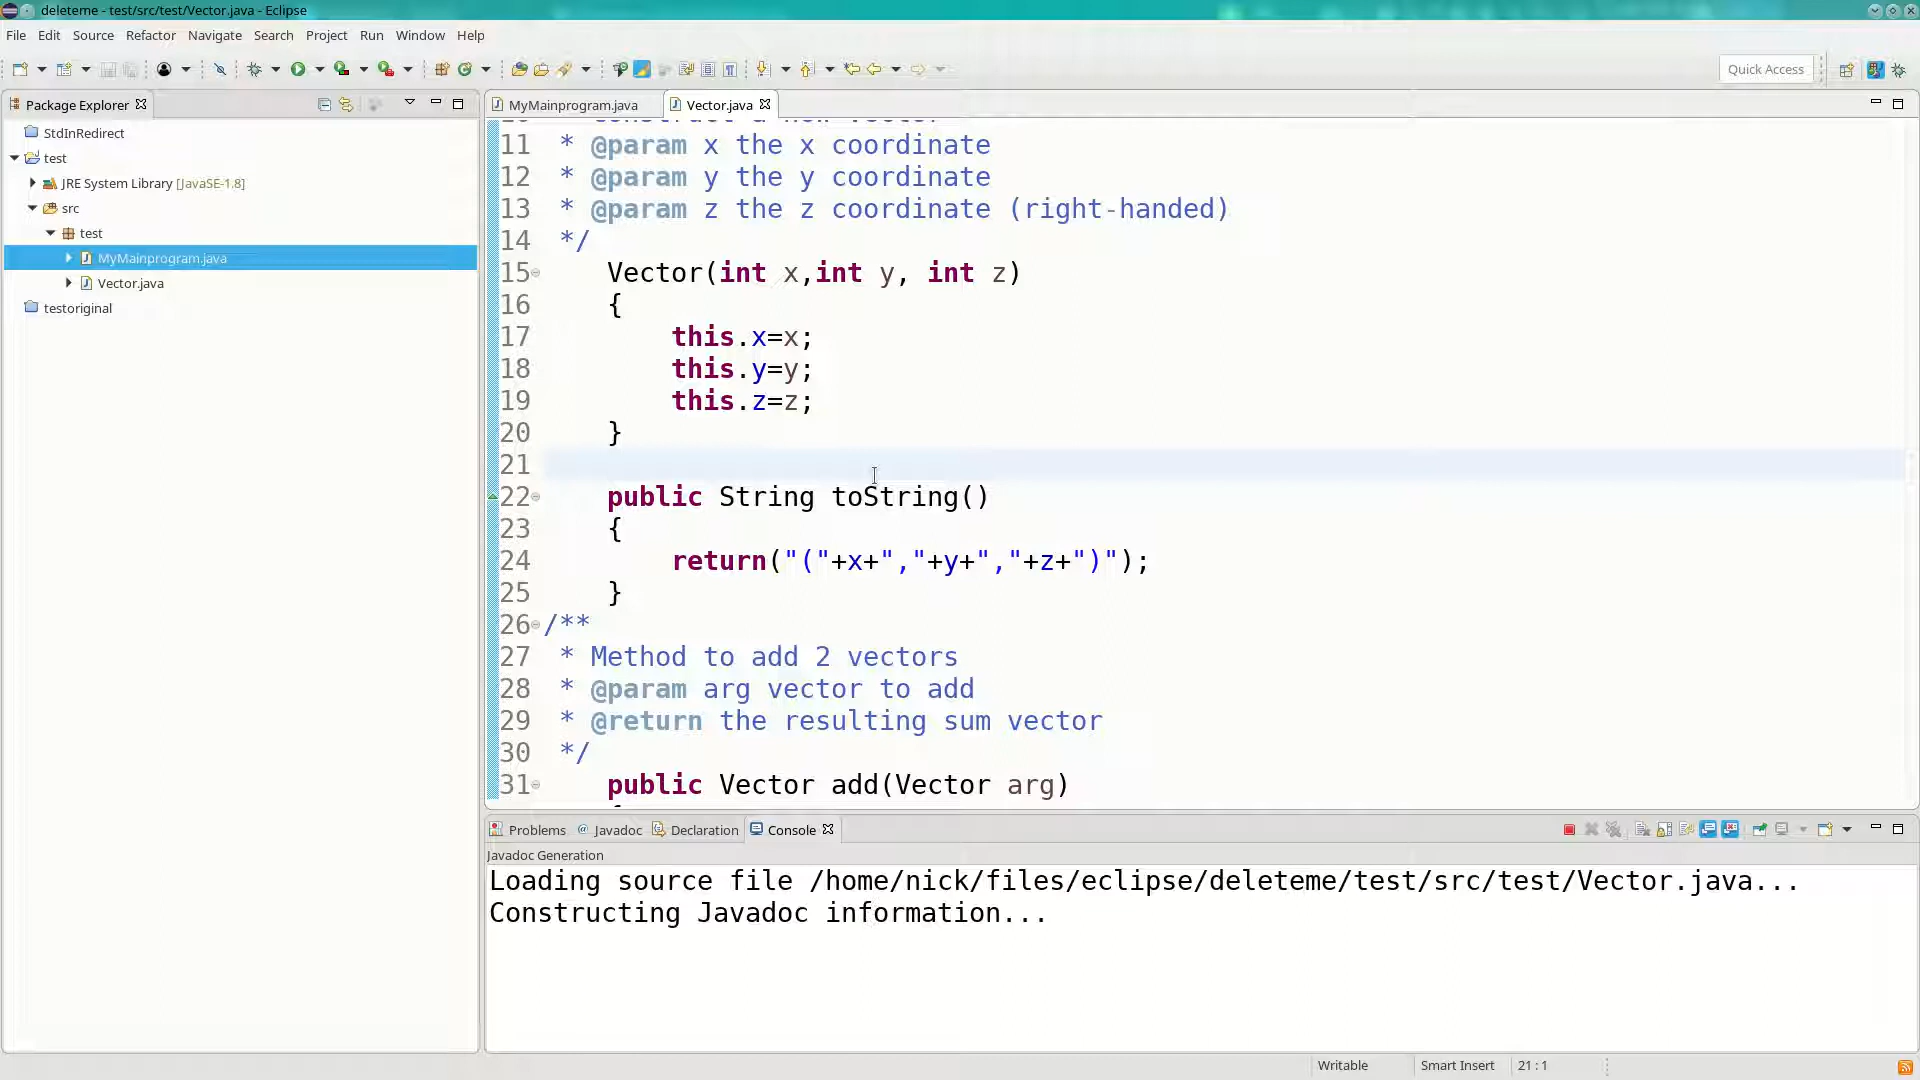 deleteme - test/src/test/Vector.java - Eclipse
File Edit Source Refactor Navigate Search Project Run Window Help
Quick Access
Package Explorer
StdInRedirect
test
JRE System Library [JavaSE-1.8]
src
test
MyMainprogram.java
Vector.java
testoriginal
MyMainprogram.java Vector.java
11 * @param x the x coordinate
12 * @param y the y coordinate
13 * @param z the z coordinate (right-handed)
14 */
15 Vector(int x,int y, int z)
16 {
17 this.x=x;
18 this.y=y;
19 this.z=z;
20 }
21
22 public String toString()
23 {
24 return("("+x+","+y+","+z+")");
25 }
26 /**
27 * Method to add 2 vectors
28 * @param arg vector to add
29 * @return the resulting sum vector
30 */
31 public Vector add(Vector arg)
Problems @ Javadoc Declaration Console
Javadoc Generation
Loading source file /home/nick/files/eclipse/deleteme/test/src/test/Vector.java...
Constructing Javadoc information...
Writable Smart Insert 21 : 1